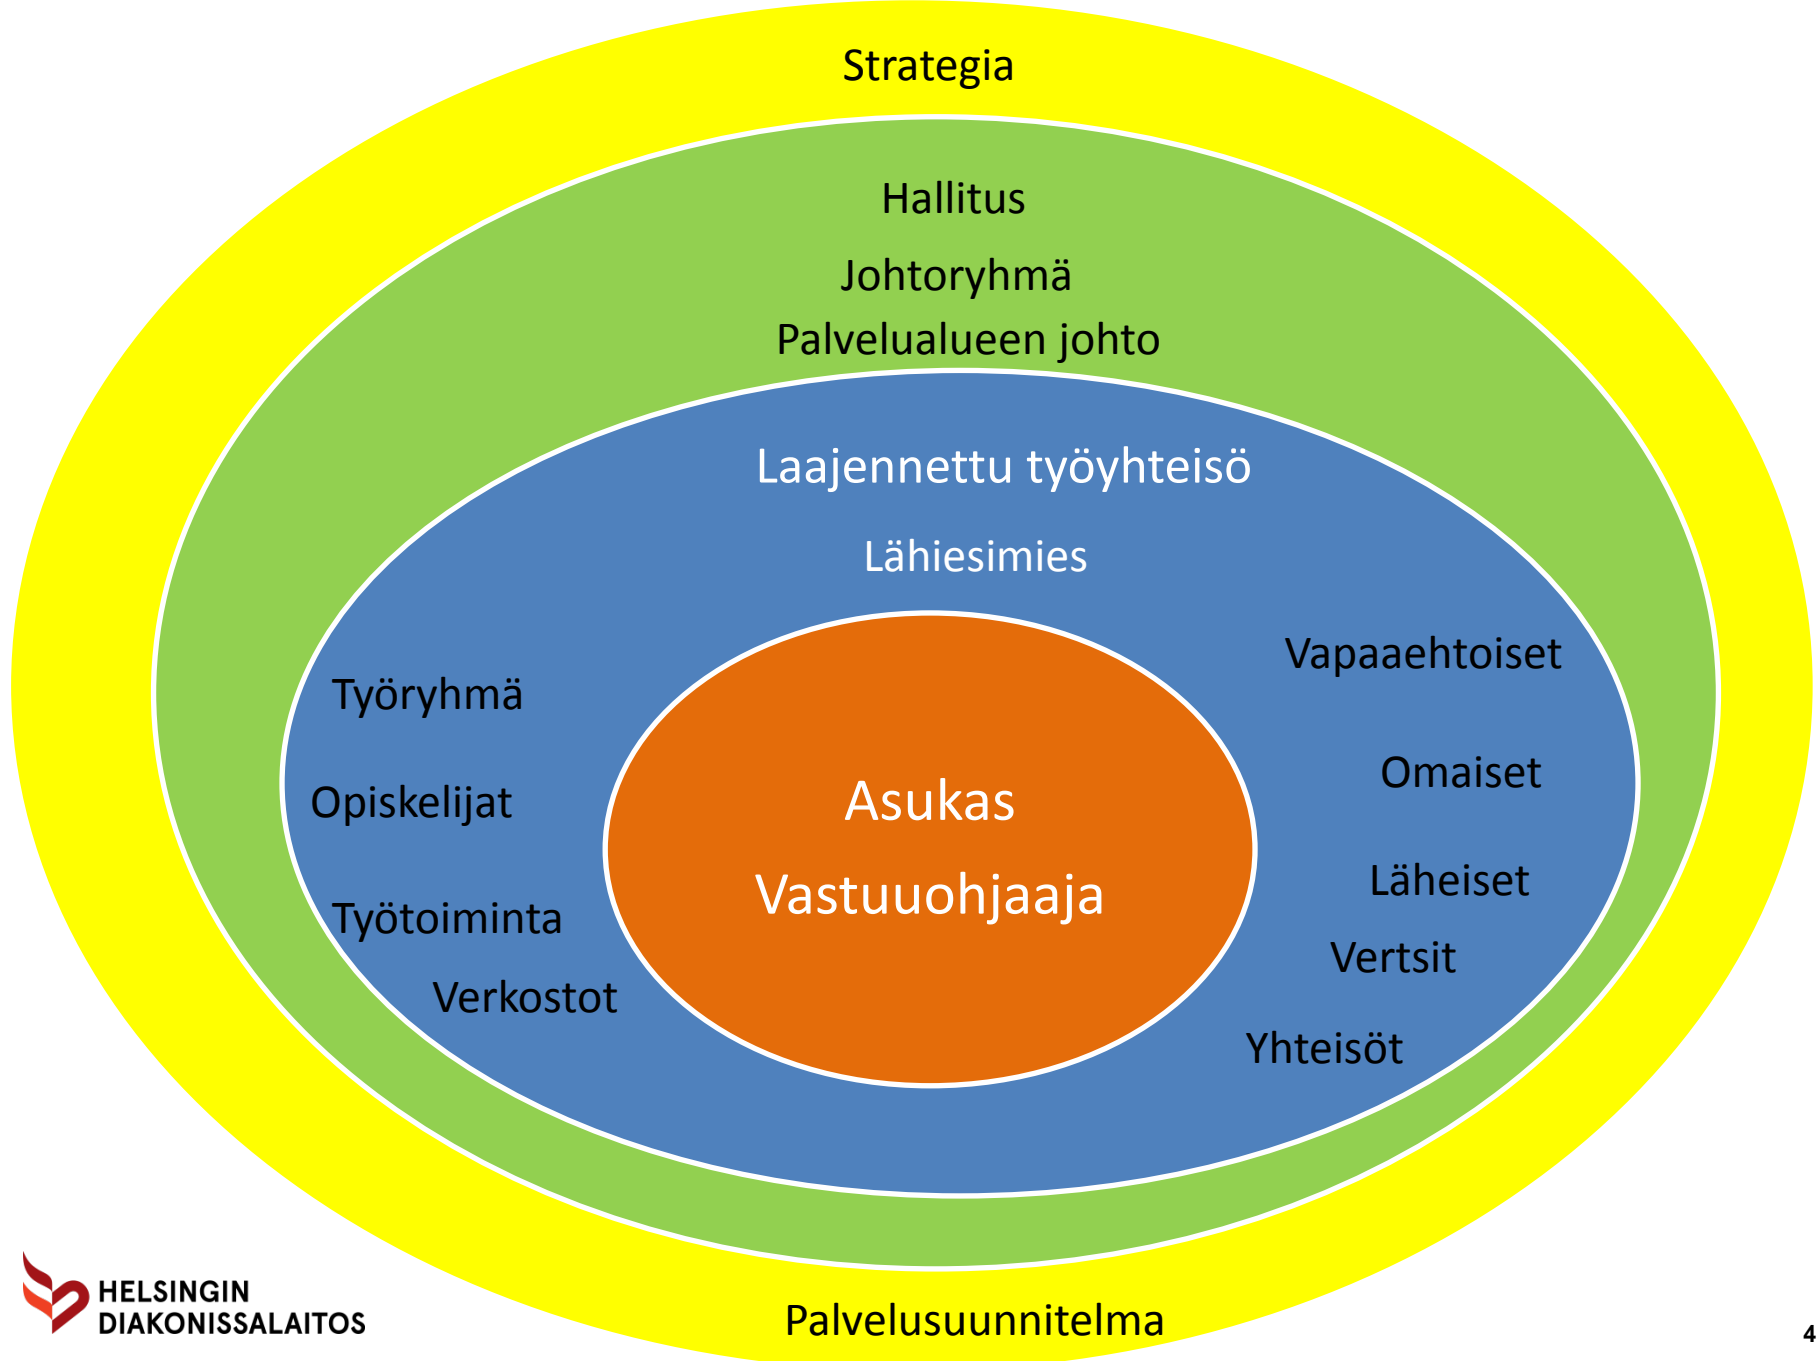 Strategia
Hallitus
Johtoryhmä
Palvelualueen johto
Laajennettu työyhteisö
Lähiesimies
Työryhmä
Opiskelijat
Työtoiminta
Verkostot
Asukas
Vastuuohjaaja
Vapaaehtoiset
Omaiset
Läheiset
Vertsit
Yhteisöt
Palvelusuunnitelma
HELSINGIN
DIAKONISSALAITOS
4